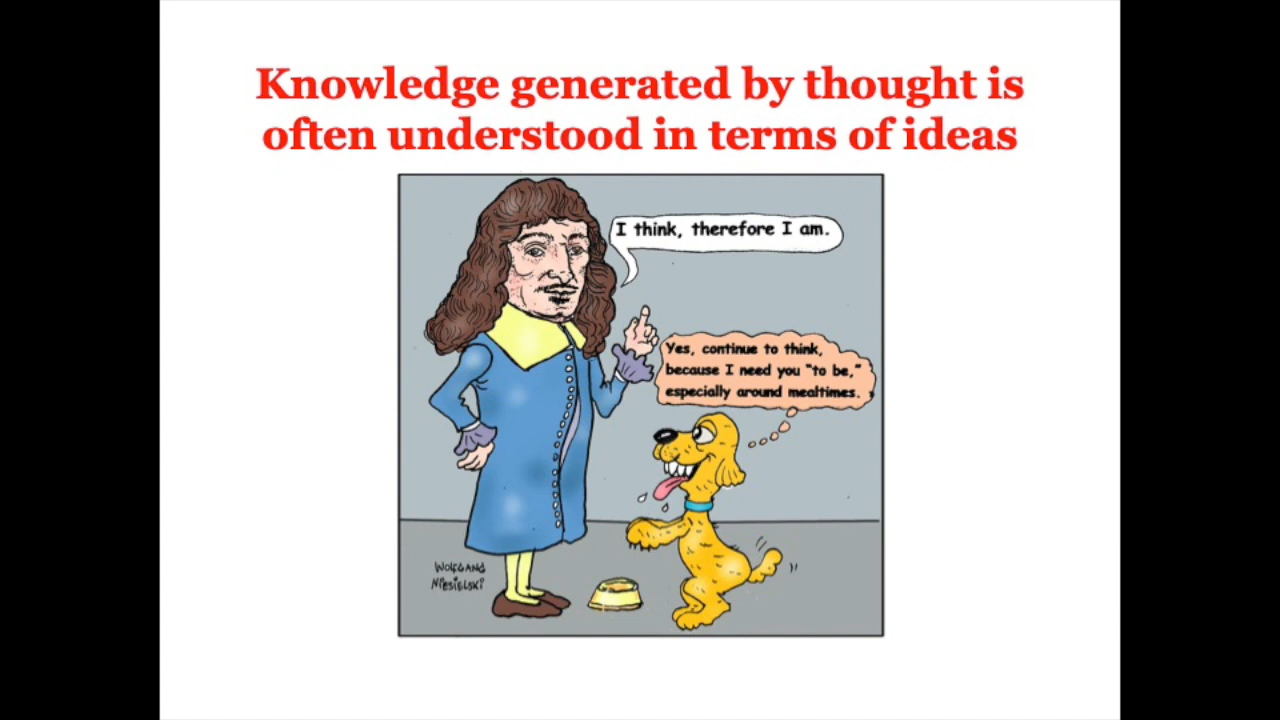 Knowledge generated by thought is
often understood in terms of ideas
I think, therefore I am.
Yes, continue to think,
because I need you "to be,"
especially around mealtimes.
WOLFGANG
NIESIELSKI